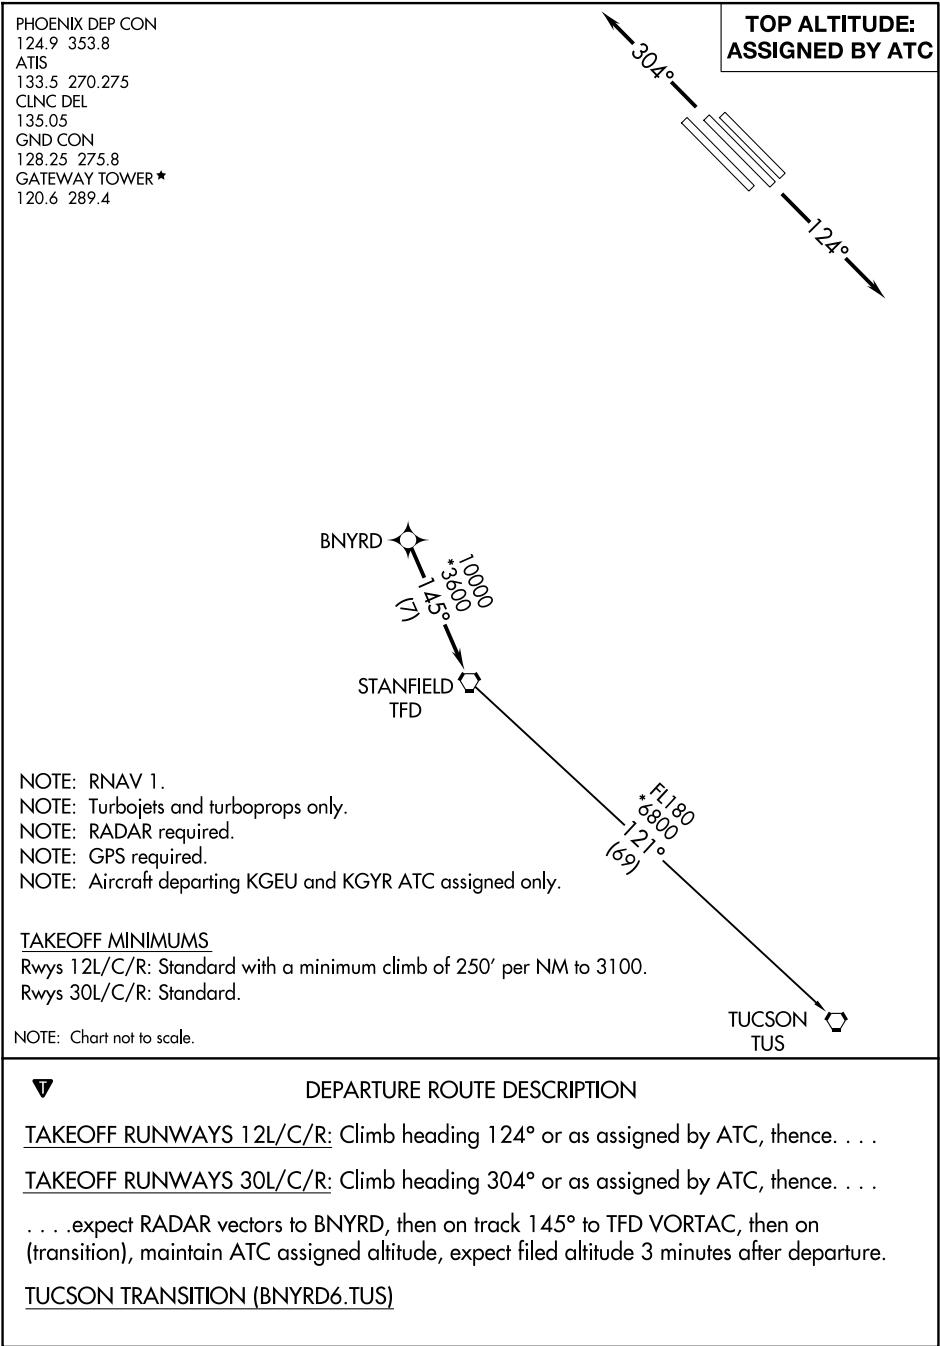 PHOENIX DEP CON
124.9 353.8
ATIS
133.5 270.275
CLNC DEL
135.05
GND CON
128.25 275.8
GATEWAY TOWER★
120.6 289.4
TOP ALTITUDE:
ASSIGNED BY ATC
304°
124°
BNYRD
10000
*3600
145°
(7)
STANFIELD
TFD
FL180
*6800
121°
(69)
NOTE: RNAV 1.
NOTE: Turbojets and turboprops only.
NOTE: RADAR required.
NOTE: GPS required.
NOTE: Aircraft departing KGEU and KGYR ATC assigned only.
TAKEOFF MINIMUMS
Rwys 12L/C/R: Standard with a minimum climb of 250' per NM to 3100.
Rwys 30L/C/R: Standard.
NOTE: Chart not to scale.
TUCSON
TUS
T
DEPARTURE ROUTE DESCRIPTION
TAKEOFF RUNWAYS 12L/C/R: Climb heading 124° or as assigned by ATC, thence. . . .
TAKEOFF RUNWAYS 30L/C/R: Climb heading 304° or as assigned by ATC, thence. . . .
. . . .expect RADAR vectors to BNYRD, then on track 145° to TFD VORTAC, then on
(transition), maintain ATC assigned altitude, expect filed altitude 3 minutes after departure.
TUCSON TRANSITION (BNYRD6.TUS)